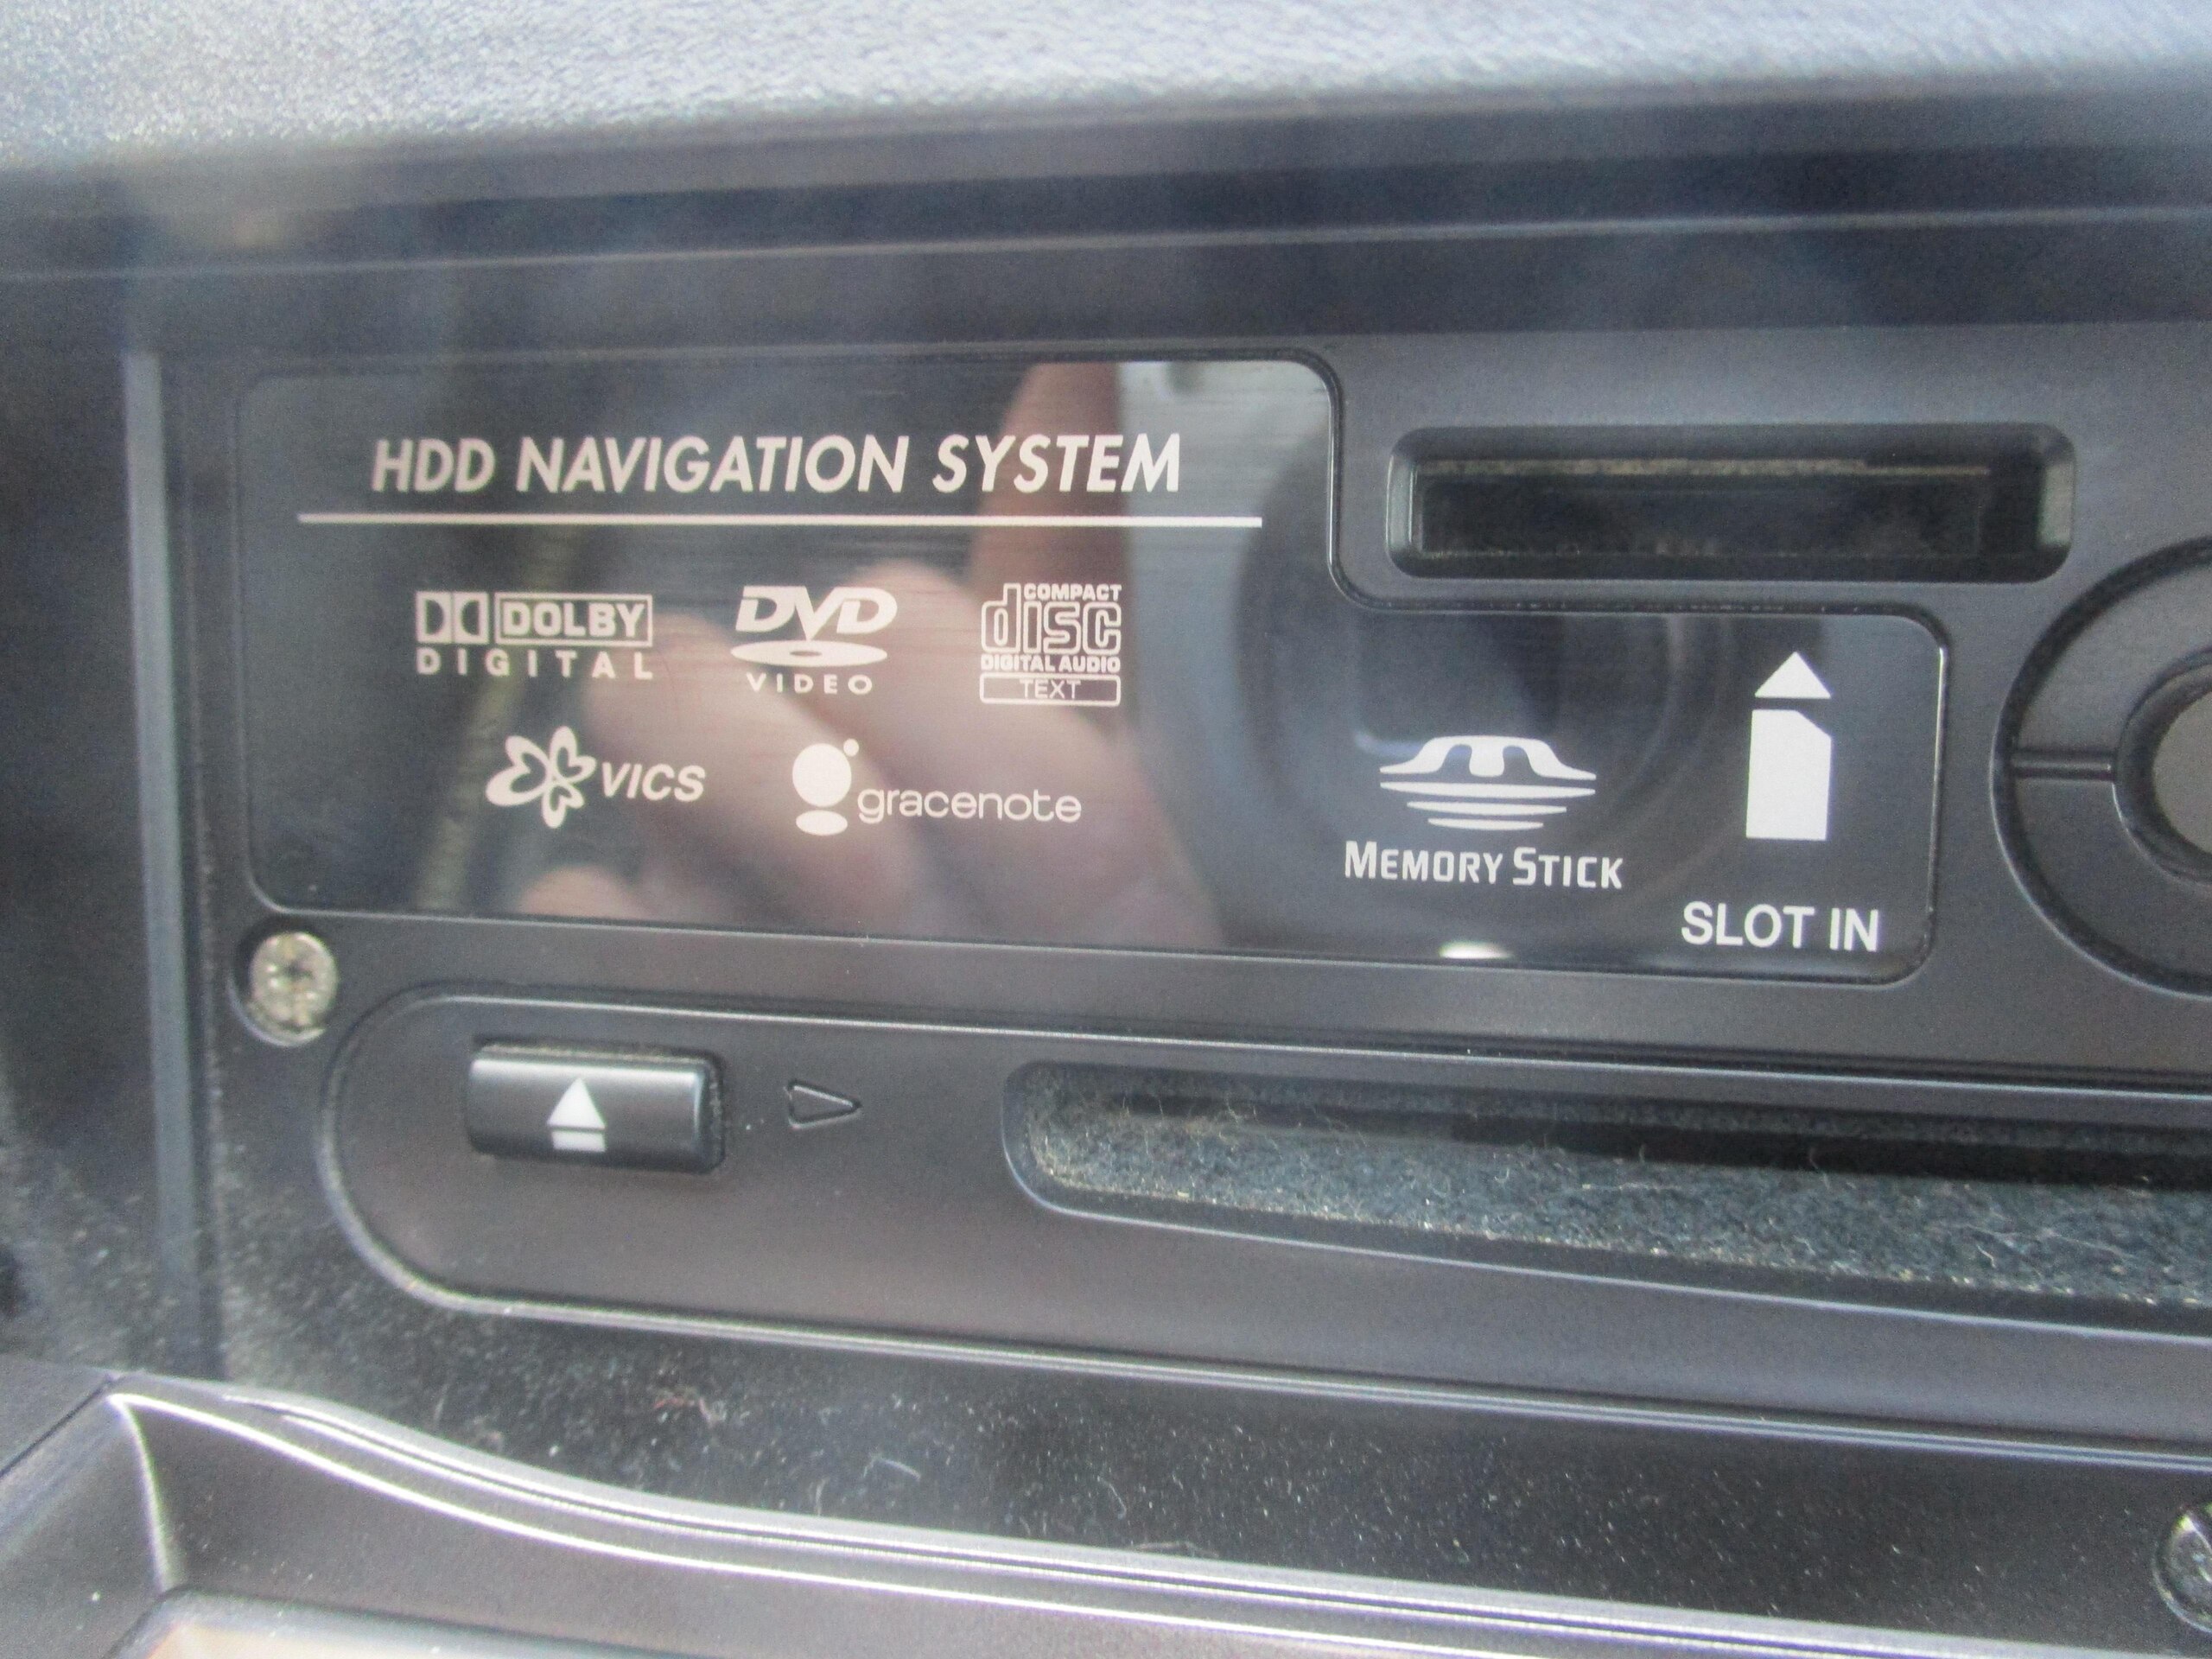 HDD NAVIGATION SYSTEM
DOLBY
DIGITAL
DVD
VIDEO
COMPACT
disc
DIGITAL AUDIO
TEXT
VICS
gracenote
MEMORY STICK
SLOT IN